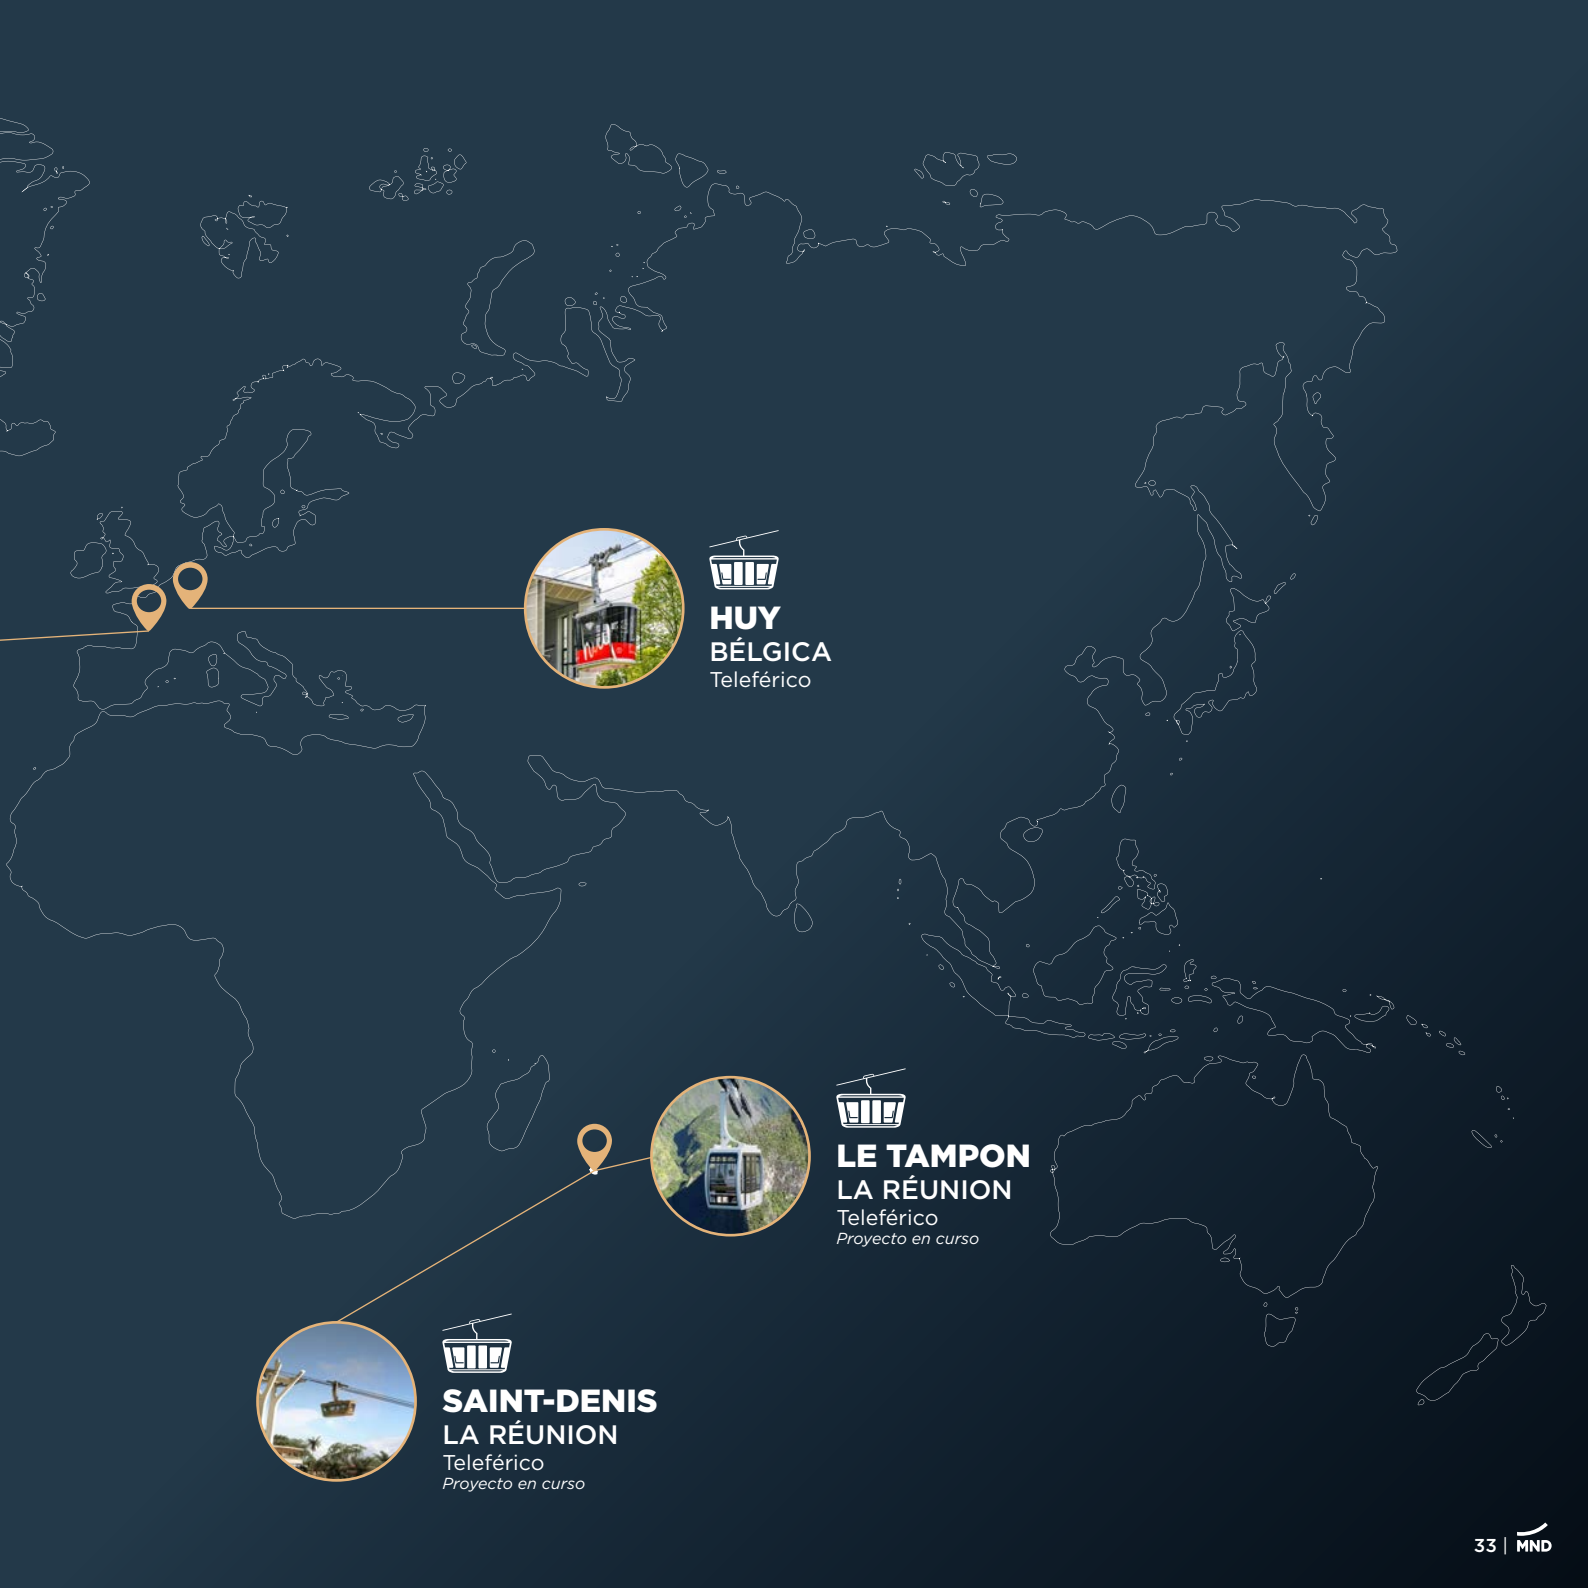 HUY
BÉLGICA
Teleférico
LE TAMPON
LA RÉUNION
Teleférico
Proyecto en curso
SAINT-DENIS
LA RÉUNION
Teleférico
Proyecto en curso
33 | MND